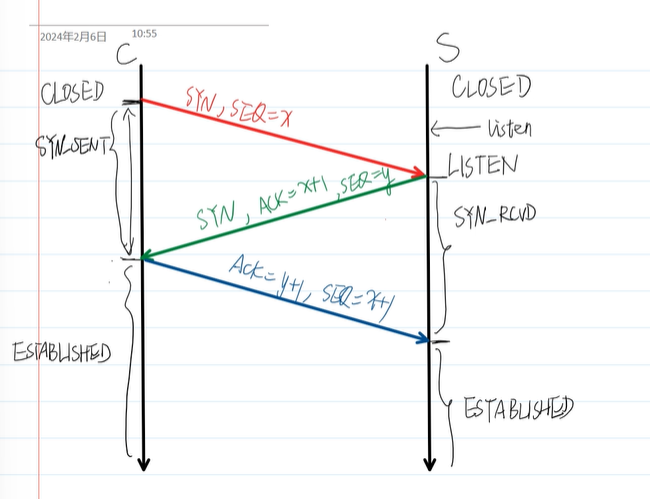 2024年2月6日 10:55
C
S
CLOSED
CLOSED
SYN, SEQ=x
listen
SYN_SENT
LISTEN
SYN, ACK=x+1, SEQ=y
SYN_RCVD
Ack=y+1, SEQ=x+1
ESTABLISHED
ESTABLISHED